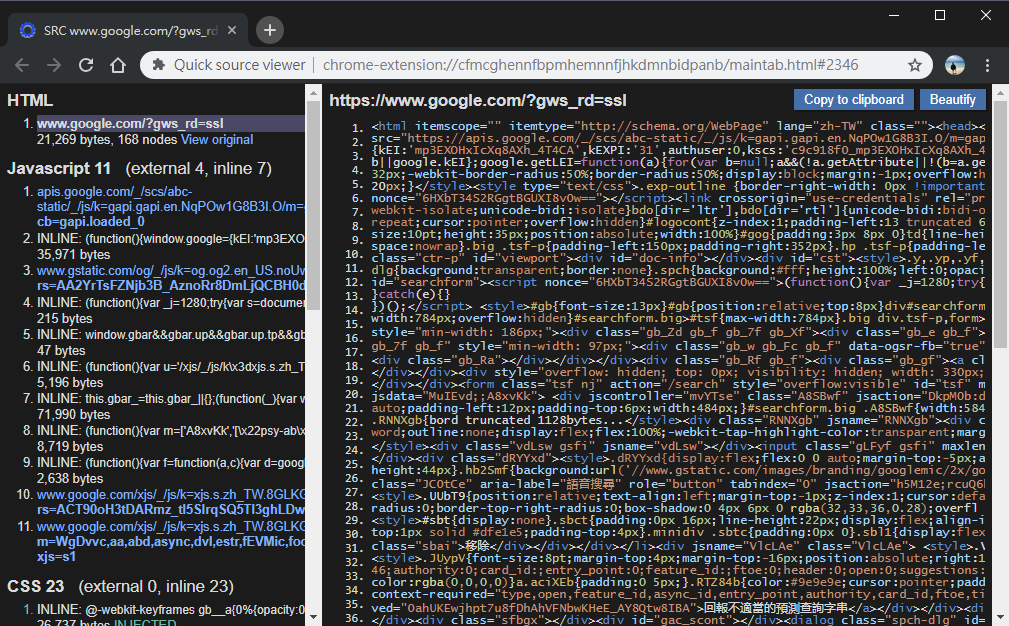 SRC www.google.com/?gws_rd
Quick source viewer | chrome-extension://cfmcghennfbpmhemnnfjhkdmnbidpanb/maintab.html#2346
HTML
1. www.google.com/?gws_rd=ssl
21,269 bytes, 168 nodes View original
Javascript 11 (external 4, inline 7)
1. apis.google.com/_/scs/abc-
static/_/js/k=gapi.gapi.en.NqPOw1G8B3I.O/m=
cb=gapi.loaded_0
2. INLINE: (function(){window.google={kEI:'mp3EXO
35,971 bytes
3. www.gstatic.com/og/_/js/k=og.og2.en_US.noUw
rs=AA2YrTsFZNjb3B_AznoRr8DmLjQCBH0d
4. INLINE: (function(){var _j=1280;try{var s=docume
215 bytes
5. INLINE: window.gbar&&gbar.up&&gbar.up.tp&&gb
47 bytes
6. INLINE: (function(){var u='/xjs/_/js/k\x3dxjs.s.zh_T
5,196 bytes
7. INLINE: this.gbar_=this.gbar_||{};(function(_){var w
71,990 bytes
8. INLINE: (function(){var m=['A8xvKk','[\x22psy-ab\x
8,719 bytes
9. INLINE: (function(){var f=function(a,c){var d=goog
2,638 bytes
10. www.google.com/xjs/_/js/k=xjs.s.zh_TW.8GLKG
rs=ACT90oH3tDARmz_tI5SIrqSQ5TI3ghLDw
11. www.google.com/xjs/_/js/k=xjs.s.zh_TW.8GLKG
m=WgDvvc,aa,abd,async,dvl,estr,fEVMic,foo
xjs=s1
CSS 23 (external 0, inline 23)
1. INLINE: @-webkit-keyframes gb__a{0%{opacity:0
26,737 bytes INJECTED
https://www.google.com/?gws_rd=ssl
Copy to clipboard
Beautify
1. <html itemscope="" itemtype="http://schema.org/WebPage" lang="zh-TW" class=""><head><
2. src="https://apis.google.com/_/scs/abc-static/_/js/k=gapi.gapi.en.NqPOw1G8B3I.O/m=gap
3. {kEI:'mp3EXOHxIcXq8AXh_4T4CA',kEXPI:'31',authuser:0,kscs:'c9c918f0_mp3EXOHxIcXq8AXh_4
4. b||google.kEI};google.getLEI=function(a){for(var b=null;a&&(!a.getAttribute||!(b=a.ge
5. 32px;-webkit-border-radius:50%;border-radius:50%;display:block;margin:-1px;overflow:h
6. 20px;}</style><style type="text/css">.exp-outline {border-right-width: 0px !important
7. nonce="6HXbT34S2RGgtBGUXI8vOw=="></script><link crossorigin="use-credentials" rel="pr
8. webkit-isolate;unicode-bidi:isolate}bdo[dir='ltr'],bdo[dir='rtl']{unicode-bidi:bidi-o
9. repeat;cursor:pointer;overflow:hidden}#logocont{z-index:1;padding-left:13 truncated 6
10. size:10pt;height:35px;position:absolute;width:100%}#gog{padding:3px 8px 0}td{line-hei
11. space:nowrap}.big .tsf-p{padding-left:150px;padding-right:352px}.hp .tsf-p{padding-le
12. class="ctr-p" id="viewport"><div id="doc-info"></div><div id="cst"><style>.y,.yp,.yf,
13. dlg{background:transparent;border:none}.spch{background:#fff;height:100%;left:0;opaci
14. id="searchform"><script nonce="6HXbT34S2RGgtBGUXI8vOw==">(function(){var _j=1280;try{
15. }catch(e){}
16. })();</script> <style>#gb{font-size:13px}#gb{position:relative;top:8px}div#searchform
17. width:784px;overflow:hidden}#searchform.big>#tsf{max-width:784px}.big div.tsf-p,form>
18. style="min-width: 186px;"><div class="gb_Zd gb_f gb_7f gb_Xf"><div class="gb_e gb_f">
19. gb_7f gb_f" style="min-width: 97px;"><div class="gb_w gb_Fc gb_f" data-ogsr-fb="true"
20. <div class="gb_Ra"></div></div></div><div class="gb_Rf gb_f"><div class="gb_gf"><a cl
21. </div></div><div style="overflow: hidden; top: 0px; visibility: hidden; width: 330px;
22. </div><form class="tsf nj" action="/search" style="overflow:visible" id="tsf" m
23. jsdata="MuIEvd;;A8xvKk"> <div jscontroller="mvYTse" class="A8SBwf" jsaction="DkpM0b:d
24. auto;padding-left:12px;padding-top:6px;width:484px;}#searchform.big .A8SBwf{width:584
25. .RNNXgb{bord truncated 1128bytes...</style><div class="RNNXgb" jsname="RNNXgb"><div c
26. word;outline:none;display:flex;flex:100%;-webkit-tap-highlight-color:transparent;marg
27. </style><div class="vdLsw gsfi" jsname="vdLsw"></div><input class="gLFyf gsfi" maxlen
28. </div><div class="dRYYxd"><style>.dRYYxd{display:flex;flex:0 0 auto;margin-top:-5px;a
29. height:44px}.hb2Smf{background:url('//www.gstatic.com/images/branding/googlemic/2x/go
30. class="JCOtCe" aria-label="語音搜尋" role="button" tabindex="0" jsaction="h5M12e;rcuQ6b
31. <style>.UUbT9{position:relative;text-align:left;margin-top:-1px;z-index:1;cursor:defa
32. radius:0;border-top-right-radius:0;box-shadow:0 4px 6px 0 rgba(32,33,36,0.28);overfl
33. <style>#sbt{display:none}.sbct{padding:0px 16px;line-height:22px;display:flex;align-i
34. top:1px solid #dfe1e5;padding-top:4px}.minidiv .sbtc{padding:0px 0}.sbl1{display:flex
35. class="sbai">移除</div></div></div></li><div jsname="VlcLAe" class="VlcLAe"> <style>.V
36. <style>.JUypV{font-size:8pt;margin-top:4px;margin-top:-16px;position:absolute;right:1
46;authority:0;card_id:;entry_point:0;feature_id:;ftoe:0;header:0;open:0;suggestions:
color:rgba(0,0,0,0)}a.aciXEb{padding:0 5px;}.RTZ84b{color:#9e9e9e;cursor:pointer;padd
context-required="type,open,feature_id,async_id,entry_point,authority,card_id,ftoe,ti
ved="0ahUKEwjhpt7u8fDhAhVFNbwKHeE_AY8Qtw8IBA">回報不適當的預測查詢字串</a></div></div><di
class="sfbgx"></div><div id="gac_scont"></div><dialog class="spch-dlg" id=